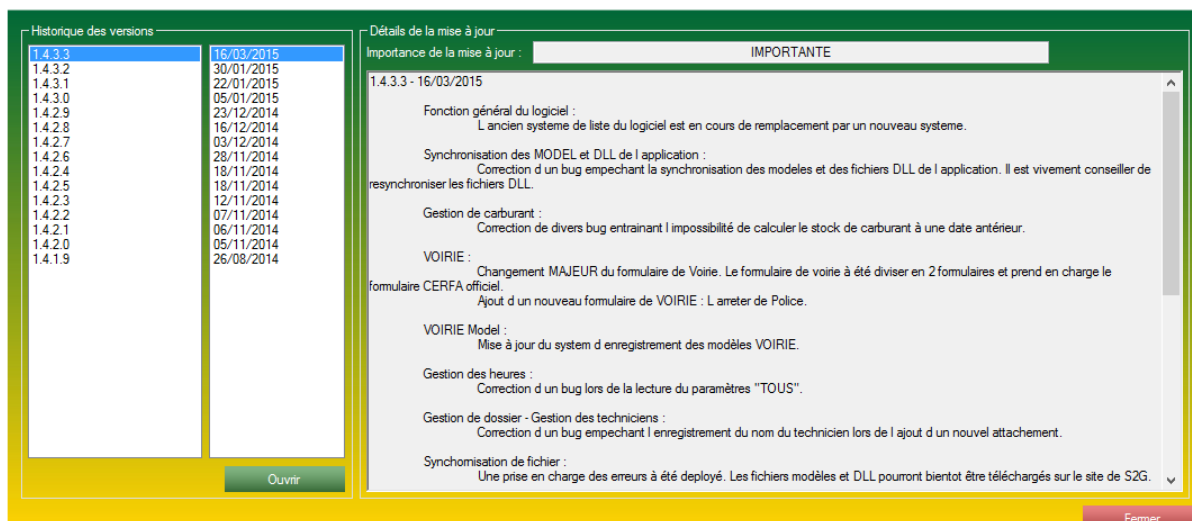 Historique des versions
1.4.3.3 16/03/2015
1.4.3.2 30/01/2015
1.4.3.1 22/01/2015
1.4.3.0 05/01/2015
1.4.2.9 23/12/2014
1.4.2.8 16/12/2014
1.4.2.7 03/12/2014
1.4.2.6 28/11/2014
1.4.2.4 18/11/2014
1.4.2.5 18/11/2014
1.4.2.3 12/11/2014
1.4.2.2 07/11/2014
1.4.2.1 06/11/2014
1.4.2.0 05/11/2014
1.4.1.9 26/08/2014
Ouvrir
Détails de la mise à jour
Importance de la mise à jour : IMPORTANTE
1.4.3.3 - 16/03/2015
Fonction général du logiciel :
L ancien systeme de liste du logiciel est en cours de remplacement par un nouveau systeme.
Synchronisation des MODEL et DLL de l application :
Correction d un bug empechant la synchronisation des modeles et des fichiers DLL de l application. Il est vivement conseiller de
resynchroniser les fichiers DLL.
Gestion de carburant :
Correction de divers bug entrainant l impossibilité de calculer le stock de carburant à une date antérieur.
VOIRIE :
Changement MAJEUR du formulaire de Voirie. Le formulaire de voirie à été diviser en 2 formulaires et prend en charge le
formulaire CERFA officiel.
Ajout d un nouveau formulaire de VOIRIE : L arreter de Police.
VOIRIE Model :
Mise à jour du system d enregistrement des modèles VOIRIE.
Gestion des heures :
Correction d un bug lors de la lecture du paramètres "TOUS".
Gestion de dossier - Gestion des techniciens :
Correction d un bug empechant l enregistrement du nom du technicien lors de l ajout d un nouvel attachement.
Synchornisation de fichier :
Une prise en charge des erreurs à été deployé. Les fichiers modèles et DLL pourront bientot être téléchargés sur le site de S2G.
Fermer